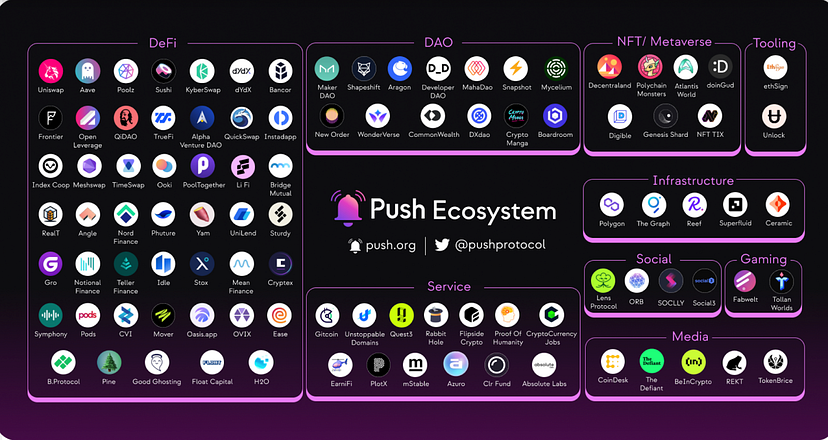 DeFi
Uniswap Aave Poolz Sushi KyberSwap dYdX Bancor
Frontier Open Leverage QiDAO TrueFi Alpha Venture DAO QuickSwap Instadapp
Index Coop Meshswap TimeSwap Ooki PoolTogether Li Fi Bridge Mutual
RealT Angle Nord Finance Phuture Yam UniLend Sturdy
Gro Notional Finance Teller Finance Idle Stox Mean Finance Cryptex
Symphony Pods CVI Mover Oasis.app OVIX Ease
B.Protocol Pine Good Ghosting Float Capital H2O
DAO
Maker DAO Shapeshift Aragon Developer DAO MahaDao Snapshot Mycelium
New Order WonderVerse CommonWealth DXdao Crypto Manga Boardroom
NFT/ Metaverse
Decentraland Polychain Monsters Atlantis World doinGud
Digible Genesis Shard NFT TIX
Tooling
ethSign
Unlock
Push Ecosystem
push.org | @pushprotocol
Infrastructure
Polygon The Graph Reef Superfluid Ceramic
Social
Lens Protocol ORB SOCLLY Social3
Gaming
Fabwelt Tollan Worlds
Service
Gitcoin Unstoppable Domains Quest3 Rabbit Hole Flipside Crypto Proof Of Humanity CryptoCurrency Jobs
EarniFi PlotX mStable Azuro Clr Fund Absolute Labs
Media
CoinDesk The Defiant BeInCrypto REKT TokenBrice